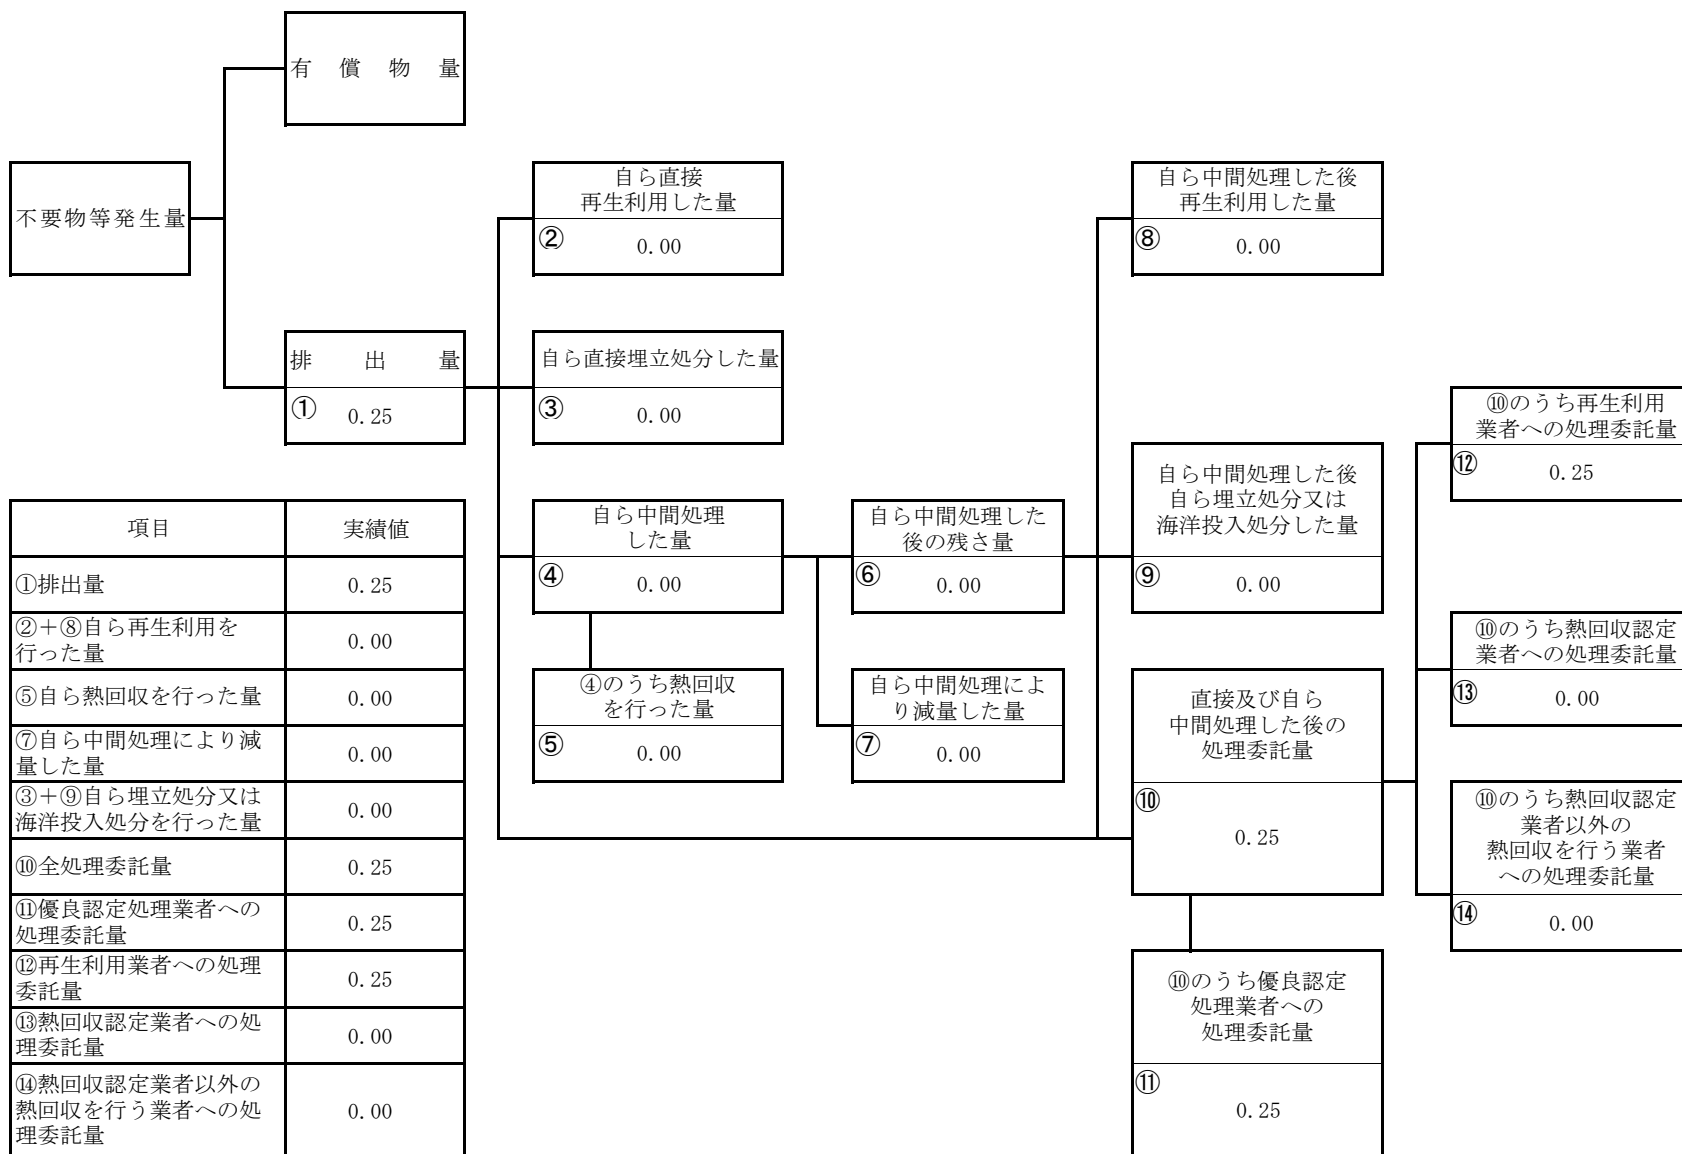 有償物量
不要物等発生量
排出量
① 0.25
自ら直接
再生利用した量
② 0.00
自ら直接埋立処分した量
③ 0.00
自ら中間処理
した量
④ 0.00
④のうち熱回収
を行った量
⑤ 0.00
自ら中間処理した
後の残さ量
⑥ 0.00
自ら中間処理によ
り減量した量
⑦ 0.00
自ら中間処理した後
再生利用した量
⑧ 0.00
自ら中間処理した後
自ら埋立処分又は
海洋投入処分した量
⑨ 0.00
直接及び自ら
中間処理した後の
処理委託量
⑩
0.25
⑩のうち優良認定
処理業者への
処理委託量
⑪
0.25
⑩のうち再生利用
業者への処理委託量
⑫ 0.25
⑩のうち熱回収認定
業者への処理委託量
⑬ 0.00
⑩のうち熱回収認定
業者以外の
熱回収を行う業者
への処理委託量
⑭ 0.00
項目 実績値
①排出量 0.25
②+⑧自ら再生利用を
行った量 0.00
⑤自ら熱回収を行った量 0.00
⑦自ら中間処理により減
量した量 0.00
③+⑨自ら埋立処分又は
海洋投入処分を行った量 0.00
⑩全処理委託量 0.25
⑪優良認定処理業者への
処理委託量 0.25
⑫再生利用業者への処理
委託量 0.25
⑬熱回収認定業者への処
理委託量 0.00
⑭熱回収認定業者以外の
熱回収を行う業者への処
理委託量 0.00